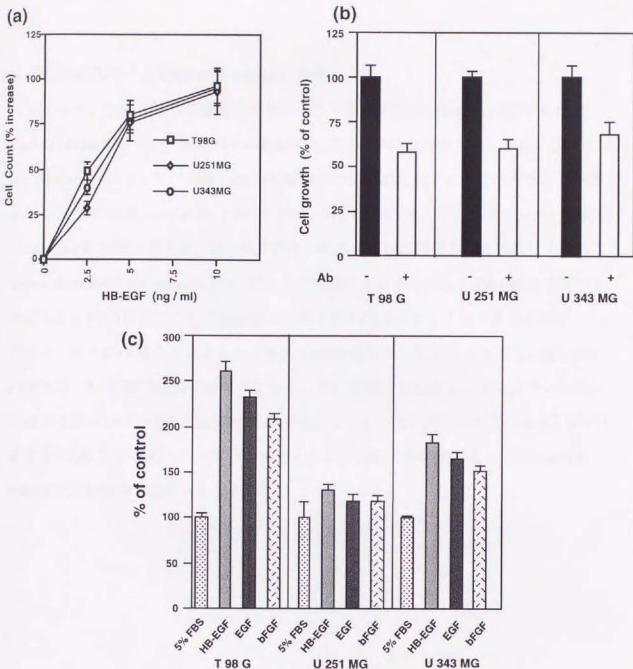 (a)
Cell Count (% increase)
125
100
75
50
25
0
T98G
U251MG
U343MG
0
2.5
5
7.5
10
HB-EGF (ng / ml)
(b)
Cell growth (% of control)
125
100
75
50
25
0
Ab - + - + - +
T 98 G U 251 MG U 343 MG
(c)
% of control
300
250
200
150
100
50
0
5% FBS HB-EGF EGF bFGF 5% FBS HB-EGF EGF bFGF 5% FBS HB-EGF EGF bFGF
T 98 G U 251 MG U 343 MG